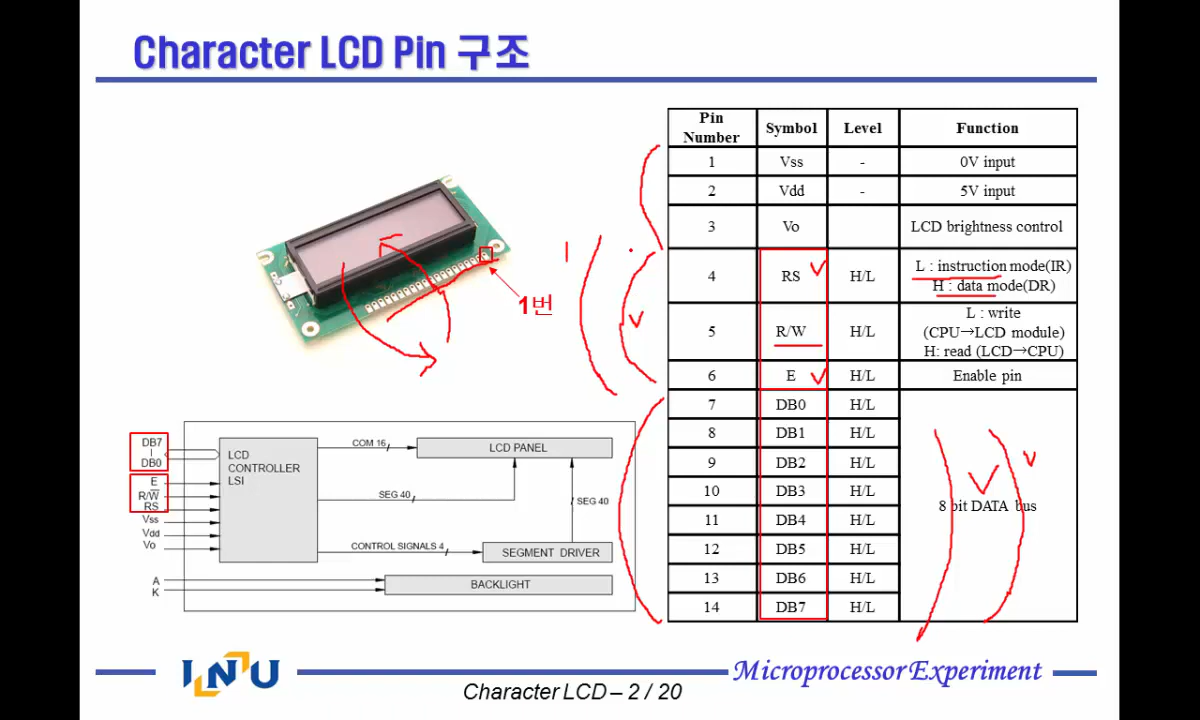 Character LCD Pin 구조
Pin Number Symbol Level Function
1 Vss - 0V input
2 Vdd - 5V input
3 Vo LCD brightness control
4 RS H/L L : instruction mode(IR)
H : data mode(DR)
5 R/W H/L L : write
(CPU→LCD module)
H: read (LCD→CPU)
6 E H/L Enable pin
7 DB0 H/L
8 DB1 H/L
9 DB2 H/L
10 DB3 H/L
11 DB4 H/L
12 DB5 H/L
13 DB6 H/L
14 DB7 H/L
8 bit DATA bus
1번
DB7
DB0
E
R/W
RS
Vss
Vdd
Vo
A
K
LCD
CONTROLLER
LSI
COM 16
SEG 40
CONTROL SIGNALS 4
LCD PANEL
SEG 40
SEGMENT DRIVER
BACKLIGHT
INU
Character LCD – 2 / 20
Microprocessor Experiment